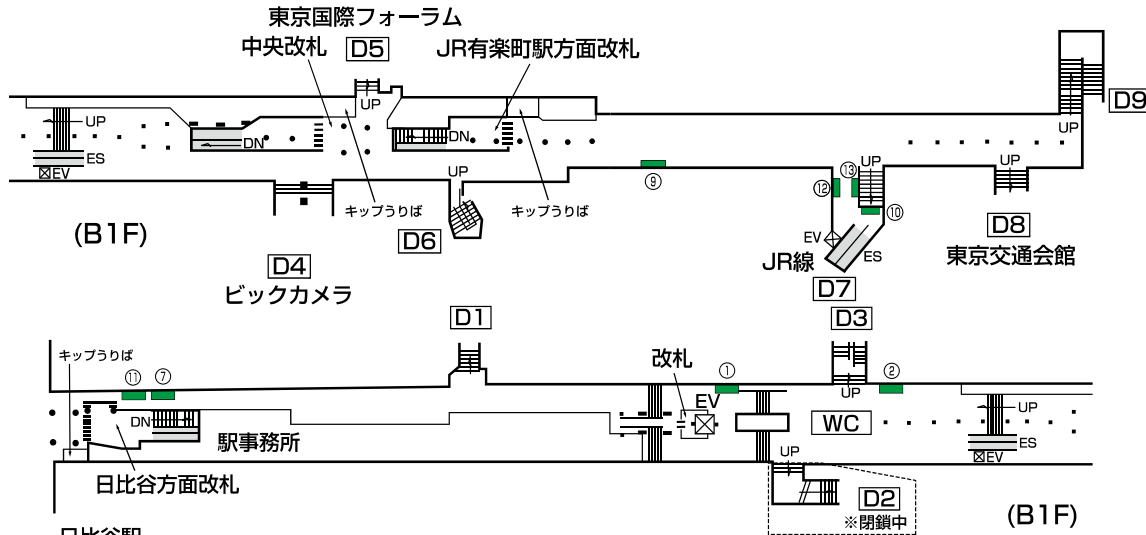 東京国際フォーラム
中央改札
D5
JR有楽町駅方面改札
D9
UP
UP
UP
DN
DN
ES
EV
UP
UP
UP
⑨
⑫
⑬
⑩
キップうりば
キップうりば
(B1F)
D6
D8
EV
ES
JR線
東京交通会館
D4
ビックカメラ
D7
D1
D3
キップうりば
⑪
⑦
改札
①
②
EV
UP
UP
DN
WC
ES
駅事務所
EV
UP
日比谷方面改札
D2
※閉鎖中
(B1F)
日比谷駅